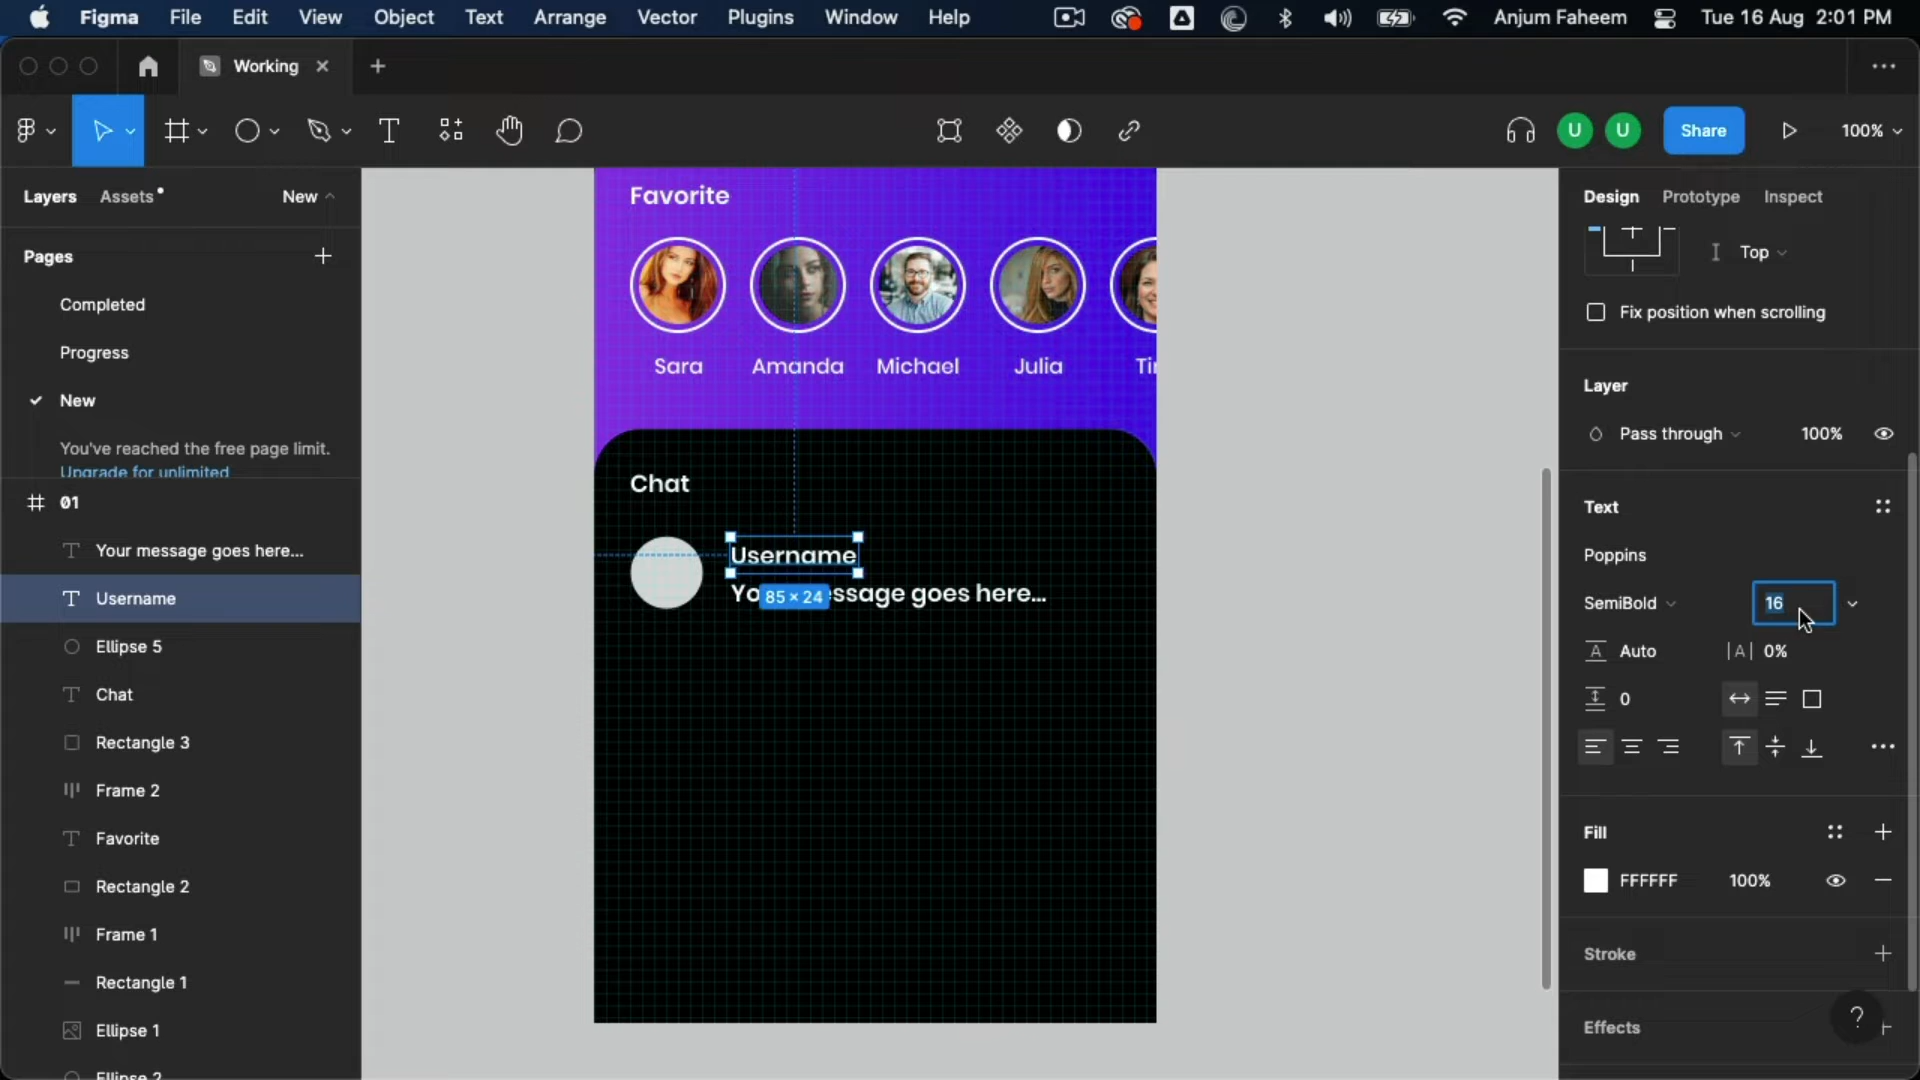 Figma File Edit Object View Text Arrange Vector Plugins Window Help Anjum Faheem Tue 16 Aug 2:01 PM
Working
U U Share 100%
Layers Assets New
Pages
Completed
Progress
New
You've reached the free page limit.
Upgrade for unlimited
01
Your message goes here...
Username
Ellipse 5
Chat
Rectangle 3
Frame 2
Favorite
Rectangle 2
Frame 1
Rectangle 1
Ellipse 1
Ellipse 2
Favorite
Sara Amanda Michael Julia
Chat
Username
85 × 24
goes here...
Design Prototype Inspect
Top
Fix position when scrolling
Layer
Pass through 100%
Text
Poppins
SemiBold 16
Auto |A| 0%
0
Fill
FFFFFF 100%
Stroke
Effects
?